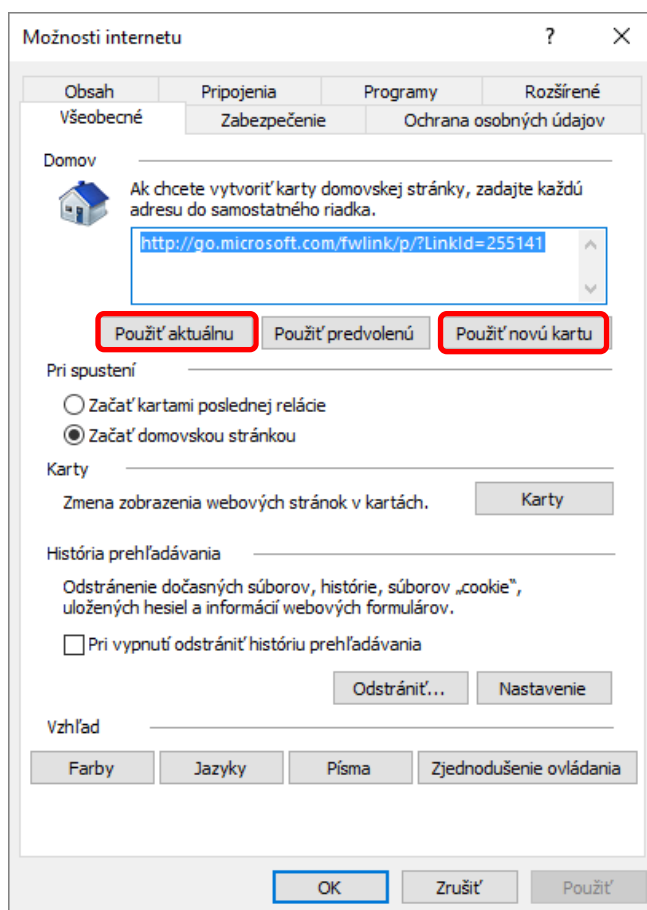 Možnosti internetu
Obsah Pripojenia Programy Rozšírené
Všeobecné Zabezpečenie Ochrana osobných údajov
Domov
Ak chcete vytvoriť karty domovskej stránky, zadajte každú
adresu do samostatného riadka.
http://go.microsoft.com/fwlink/p/?LinkId=255141
Použiť aktuálnu Použiť predvolenú Použiť novú kartu
Pri spustení
Začať kartami poslednej relácie
Začať domovskou stránkou
Karty
Zmena zobrazenia webových stránok v kartách. Karty
História prehľadávania
Odstránenie dočasných súborov, histórie, súborov „cookie“,
uložených hesiel a informácií webových formulárov.
Pri vypnutí odstrániť históriu prehľadávania
Odstrániť... Nastavenie
Vzhľad
Farby Jazyky Písma Zjednodušenie ovládania
OK Zrušiť Použiť